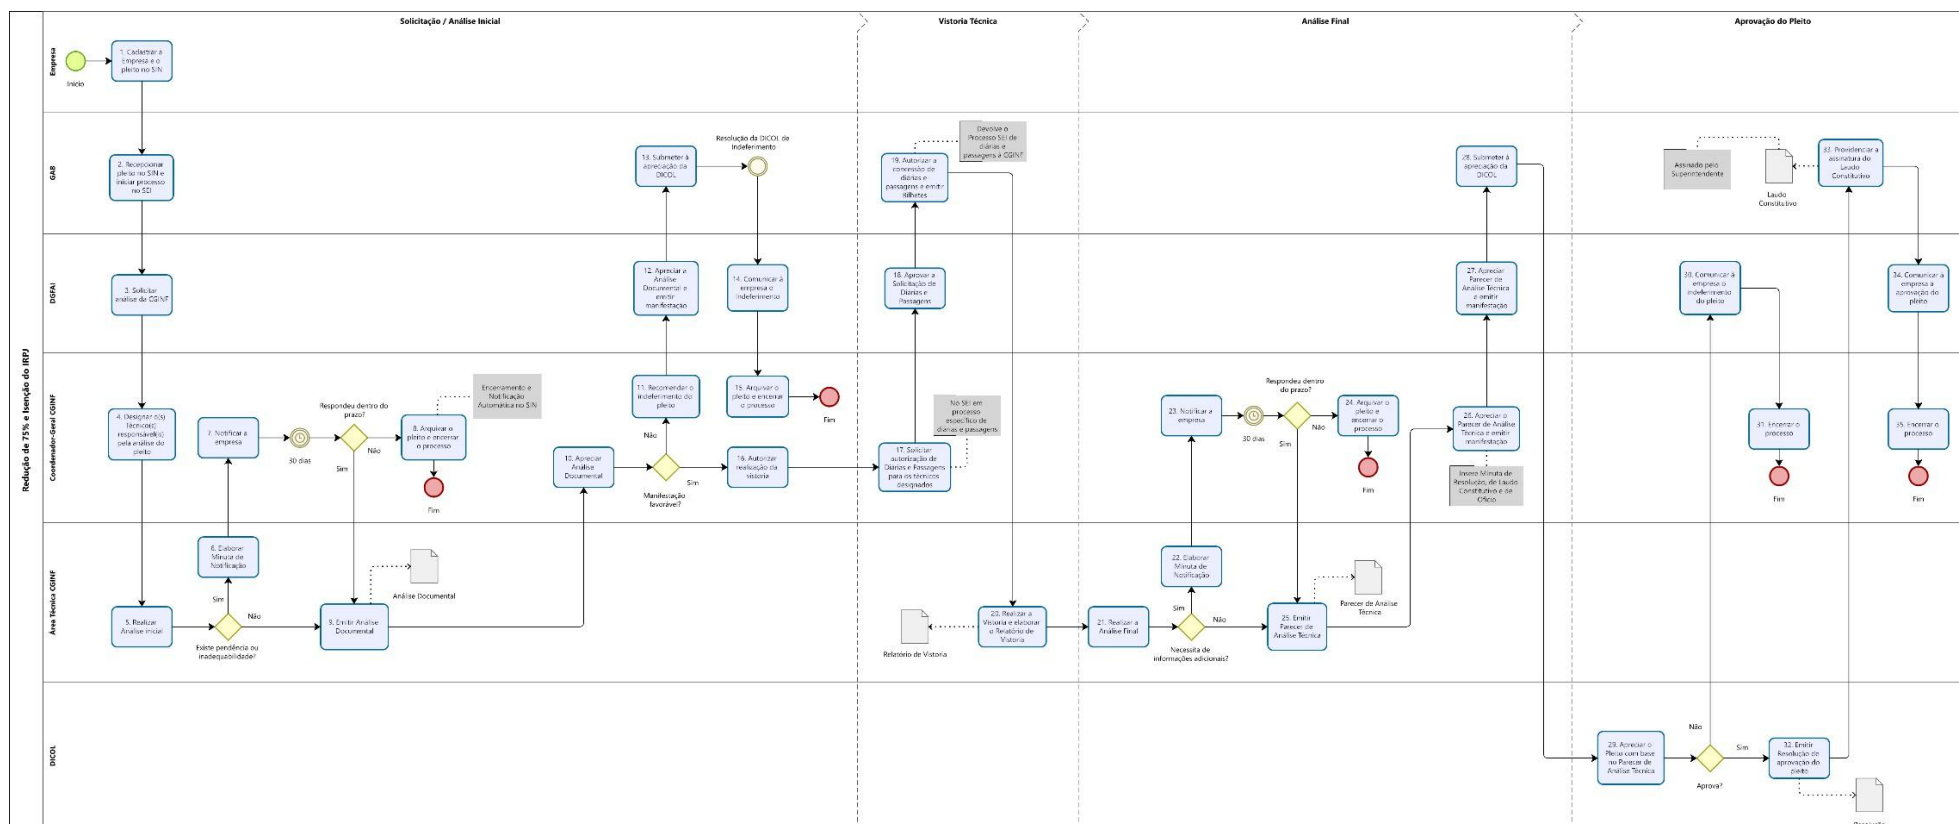 Solicitação / Análise Inicial
Vistoria Técnica
Análise Final
Aprovação do Pleito
Redução de 75% e Isenção do IRPJ
Empresa
Início
1. Cadastrar a
Empresa e o
pleito no SIN
GAB
2. Recepcionar
pleito no SIN e
iniciar processo
no SEI
13. Submeter à
apreciação da
DICOL
Resolução da DICOL de
Indeferimento
19. Autorizar a
concessão de
diárias e
passagens e emitir
Bilhetes
Devolve o
Processo SEI de
diárias e
passagens à CGINF
28. Submeter à
apreciação da
DICOL
Assinado pelo
Superintendente
Laudo
Constitutivo
33. Providenciar a
assinatura do
Laudo
Constitutivo
DGFAI
3. Solicitar
análise da CGINF
12. Apreciar a
Análise
Documental e
emitir
manifestação
14. Comunicar à
empresa o
Indeferimento
18. Aprovar a
Solicitação de
Diárias e
Passagens
27. Apreciar
Parecer de
Análise Técnica
e emitir
manifestação
30. Comunicar à
empresa o
indeferimento
do pleito
34. Comunicar à
empresa a
aprovação do
pleito
Coordenador-Geral CGINF
4. Designar o(s)
Técnico(s)
responsável(is)
pela análise do
pleito
7. Notificar a
empresa
30 dias
Respondeu dentro do
prazo?
Não
Sim
8. Arquivar o
pleito e encerrar
o processo
Encerramento e
Notificação
Automática no SIN
Fim
10. Apreciar
Análise
Documental
11. Recomendar o
indeferimento do
pleito
Não
Manifestação
favorável?
Sim
15. Arquivar o
pleito e encerrar
o processo
Fim
16. Autorizar
realização da
vistoria
17. Solicitar
autorização de
Diárias e Passagens
para os técnicos
designados
No SEI em
processo
específico de
diárias e passagens
23. Notificar a
empresa
30 dias
Respondeu dentro
do prazo?
Não
Sim
24. Arquivar o
pleito e
encerrar o
processo
Fim
26. Apreciar o
Parecer de Análise
Técnica e emitir
manifestação
Insere Minuta de
Resolução, de Laudo
Constitutivo e de
Ofício
31. Encerrar o
processo
Fim
35. Encerrar o
processo
Fim
Área Técnica CGINF
5. Realizar
Análise inicial
6. Elaborar
Minuta de
Notificação
Sim
Não
Existe pendência ou
inadequabilidade?
9. Emitir Análise
Documental
Análise Documental
Relatório de Vistoria
20. Realizar a
Vistoria e elaborar
o Relatório de
Vistoria
21. Realizar a
Análise Final
22. Elaborar
Minuta de
Notificação
Sim
Não
Necessita de
informações adicionais?
25. Emitir
Parecer de
Análise Técnica
Parecer de Análise
Técnica
DICOL
29. Apreciar o
Pleito com base
no Parecer de
Análise Técnica
Não
Aprova?
Sim
32. Emitir
Resolução de
aprovação do
pleito